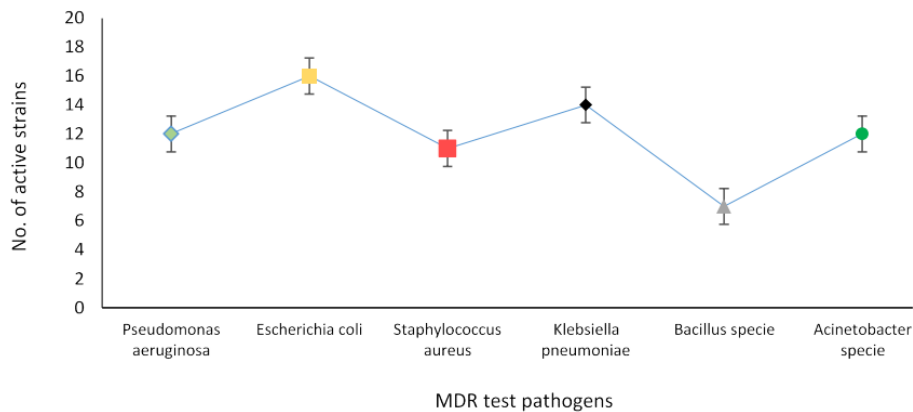 20
18
16
14
12
10
8
6
4
2
0
No. of active strains
Pseudomonas
aeruginosa
Escherichia coli
Staphylococcus
aureus
Klebsiella
pneumoniae
Bacillus specie
Acinetobacter
specie
MDR test pathogens